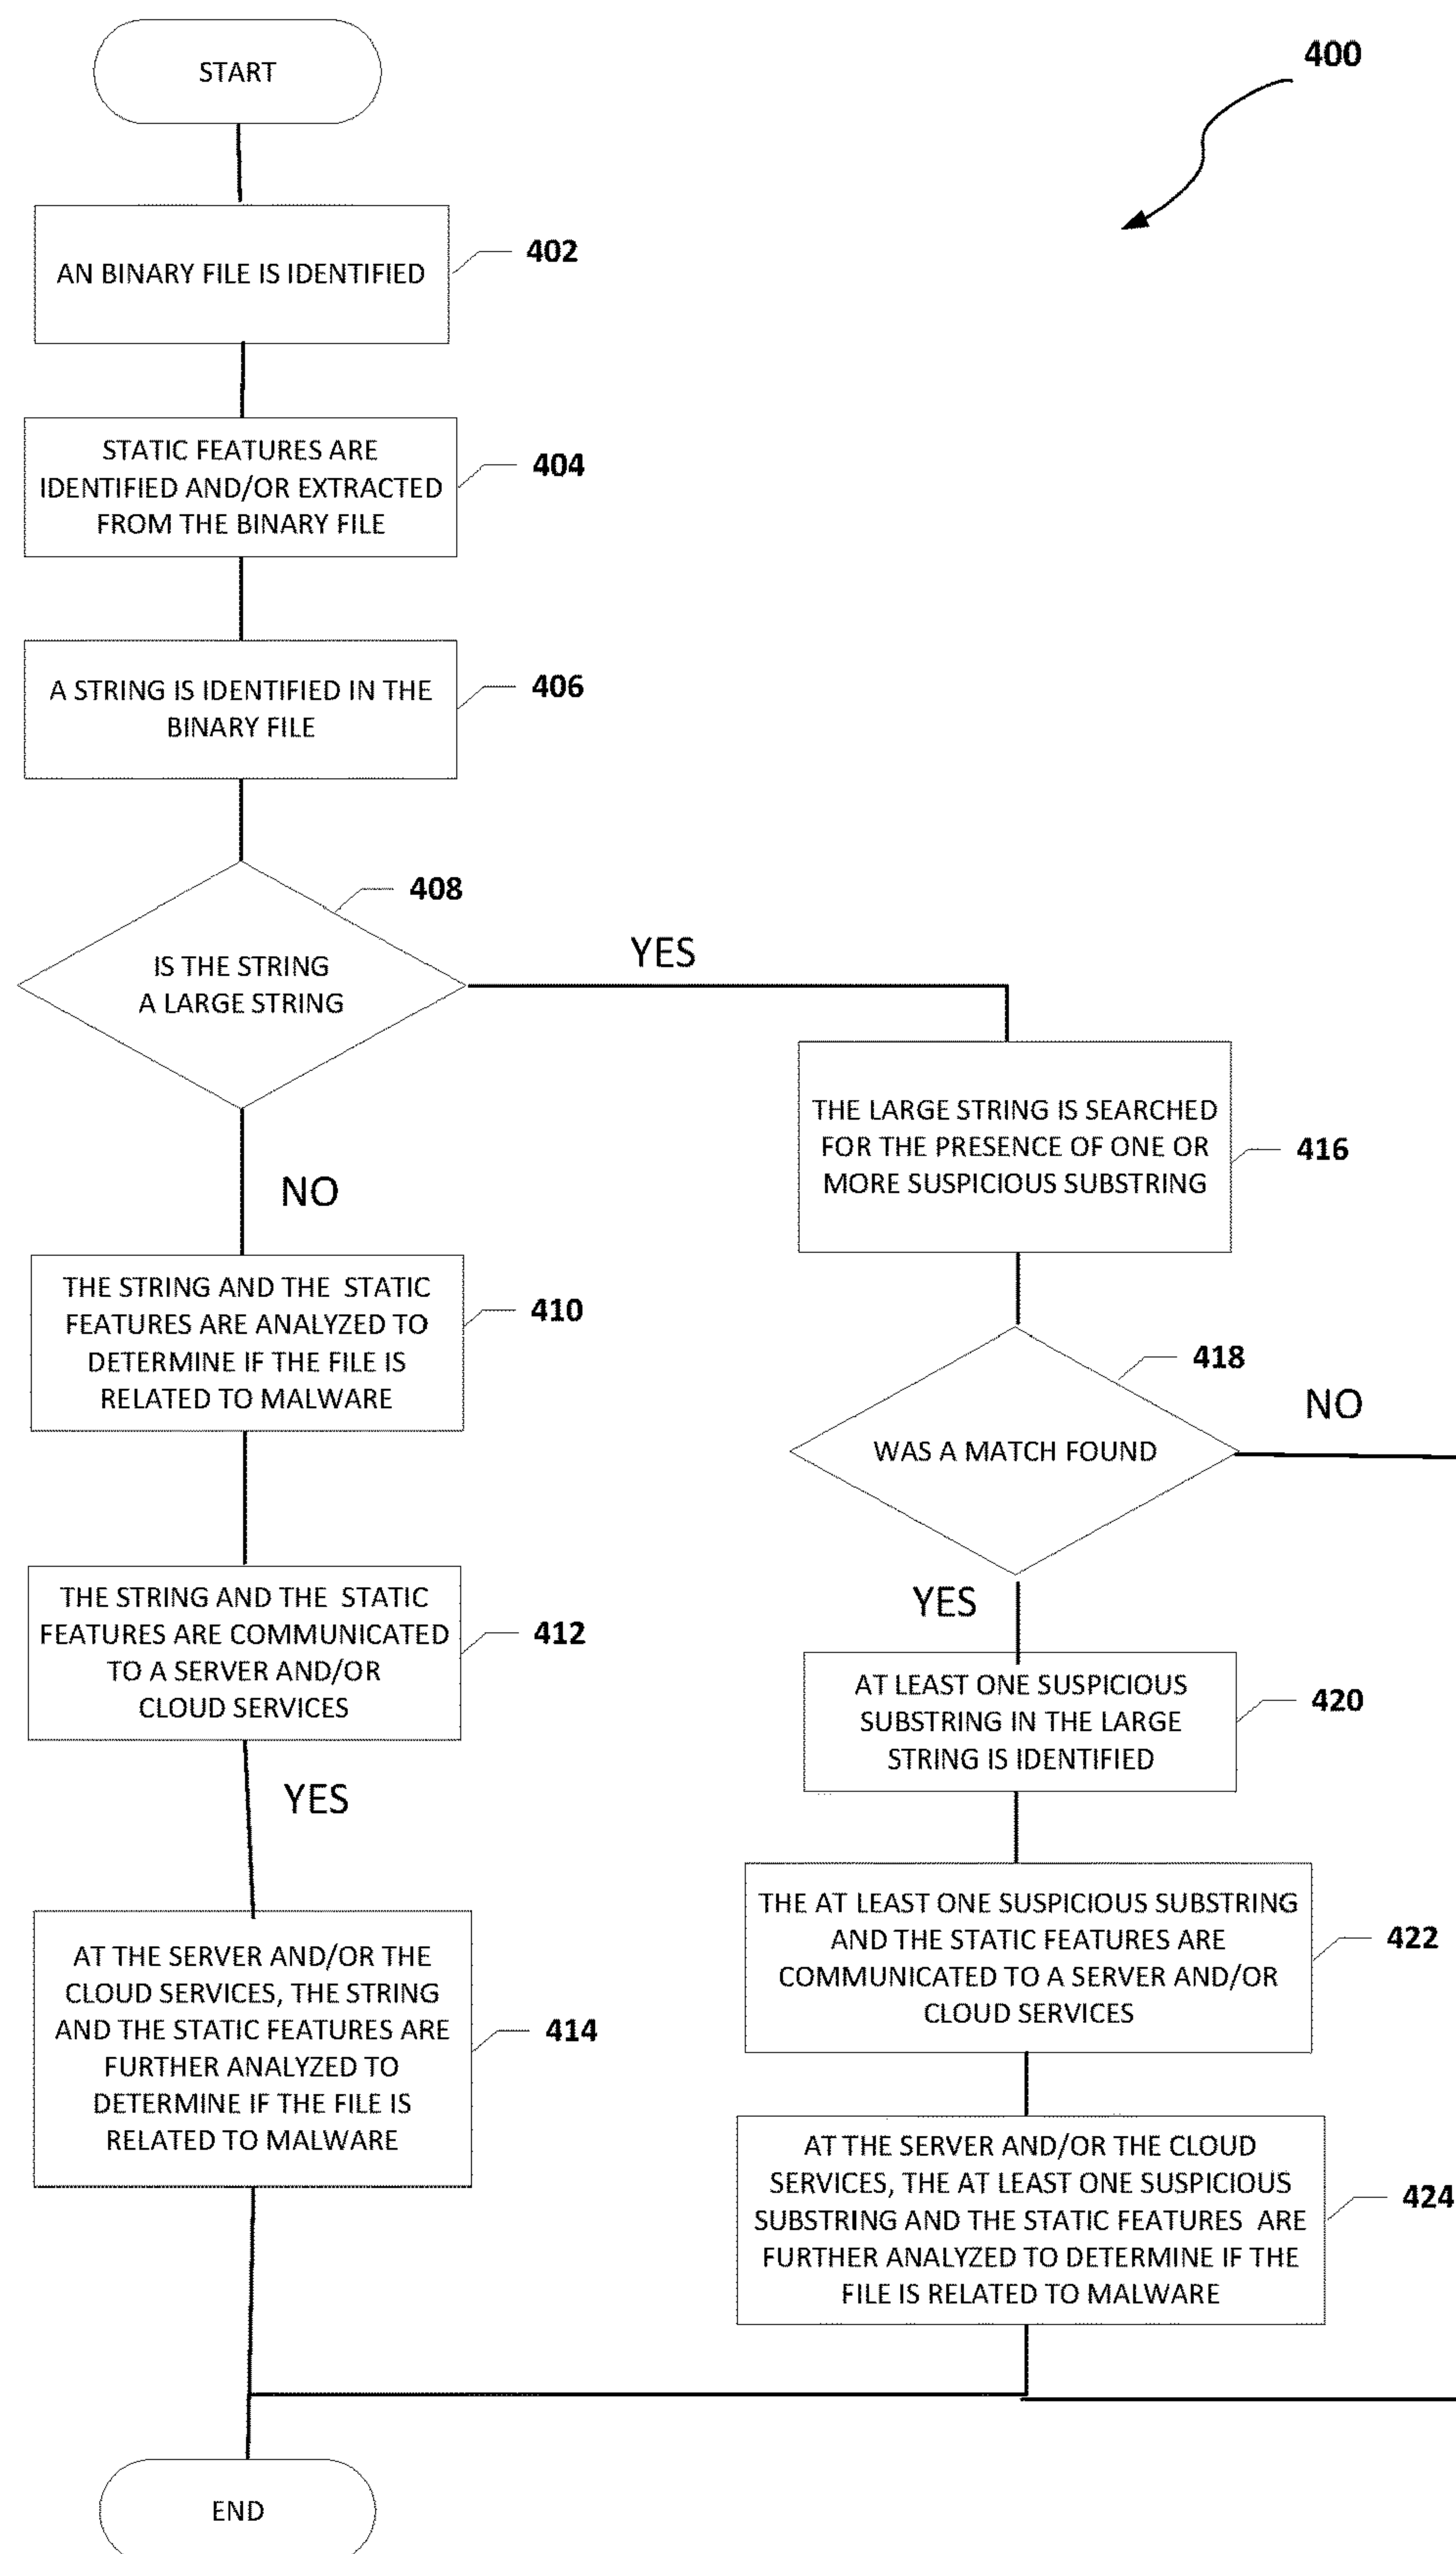 START
400
AN BINARY FILE IS IDENTIFIED
402
STATIC FEATURES ARE
IDENTIFIED AND/OR EXTRACTED
FROM THE BINARY FILE
404
A STRING IS IDENTIFIED IN THE
BINARY FILE
406
408
IS THE STRING
A LARGE STRING
YES
NO
THE LARGE STRING IS SEARCHED
FOR THE PRESENCE OF ONE OR
MORE SUSPICIOUS SUBSTRING
416
THE STRING AND THE STATIC
FEATURES ARE ANALYZED TO
DETERMINE IF THE FILE IS
RELATED TO MALWARE
410
418
WAS A MATCH FOUND
NO
YES
THE STRING AND THE STATIC
FEATURES ARE COMMUNICATED
TO A SERVER AND/OR
CLOUD SERVICES
412
YES
AT LEAST ONE SUSPICIOUS
SUBSTRING IN THE LARGE
STRING IS IDENTIFIED
420
THE AT LEAST ONE SUSPICIOUS SUBSTRING
AND THE STATIC FEATURES ARE
COMMUNICATED TO A SERVER AND/OR
CLOUD SERVICES
422
AT THE SERVER AND/OR THE
CLOUD SERVICES, THE STRING
AND THE STATIC FEATURES ARE
FURTHER ANALYZED TO
DETERMINE IF THE FILE IS
RELATED TO MALWARE
414
AT THE SERVER AND/OR THE CLOUD
SERVICES, THE AT LEAST ONE SUSPICIOUS
SUBSTRING AND THE STATIC FEATURES ARE
FURTHER ANALYZED TO DETERMINE IF THE
FILE IS RELATED TO MALWARE
424
END